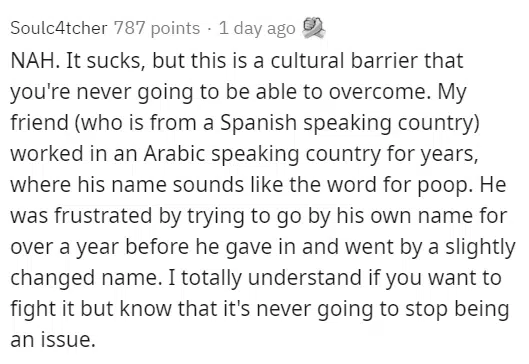 Soulc4tcher 787 points · 1 day ago
NAH. It sucks, but this is a cultural barrier that
you're never going to be able to overcome. My
friend (who is from a Spanish speaking country)
worked in an Arabic speaking country for years,
where his name sounds like the word for poop. He
was frustrated by trying to go by his own name for
over a year before he gave in and went by a slightly
changed name. I totally understand if you want to
fight it but know that it's never going to stop being
an issue.